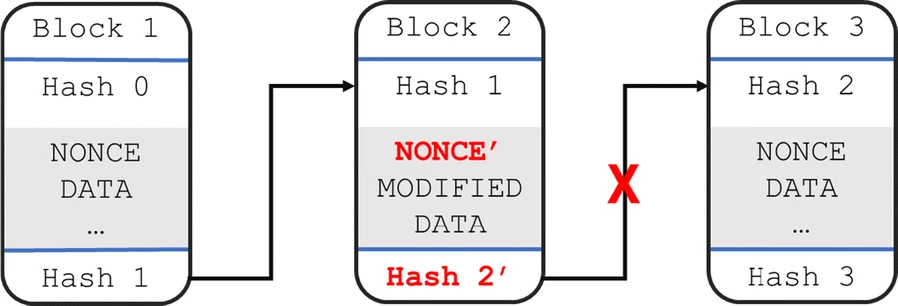 Block 1
Hash 0
NONCE
DATA
…
Hash 1
Block 2
Hash 1
NONCE’
MODIFIED
DATA
Hash 2’
X
Block 3
Hash 2
NONCE
DATA
…
Hash 3